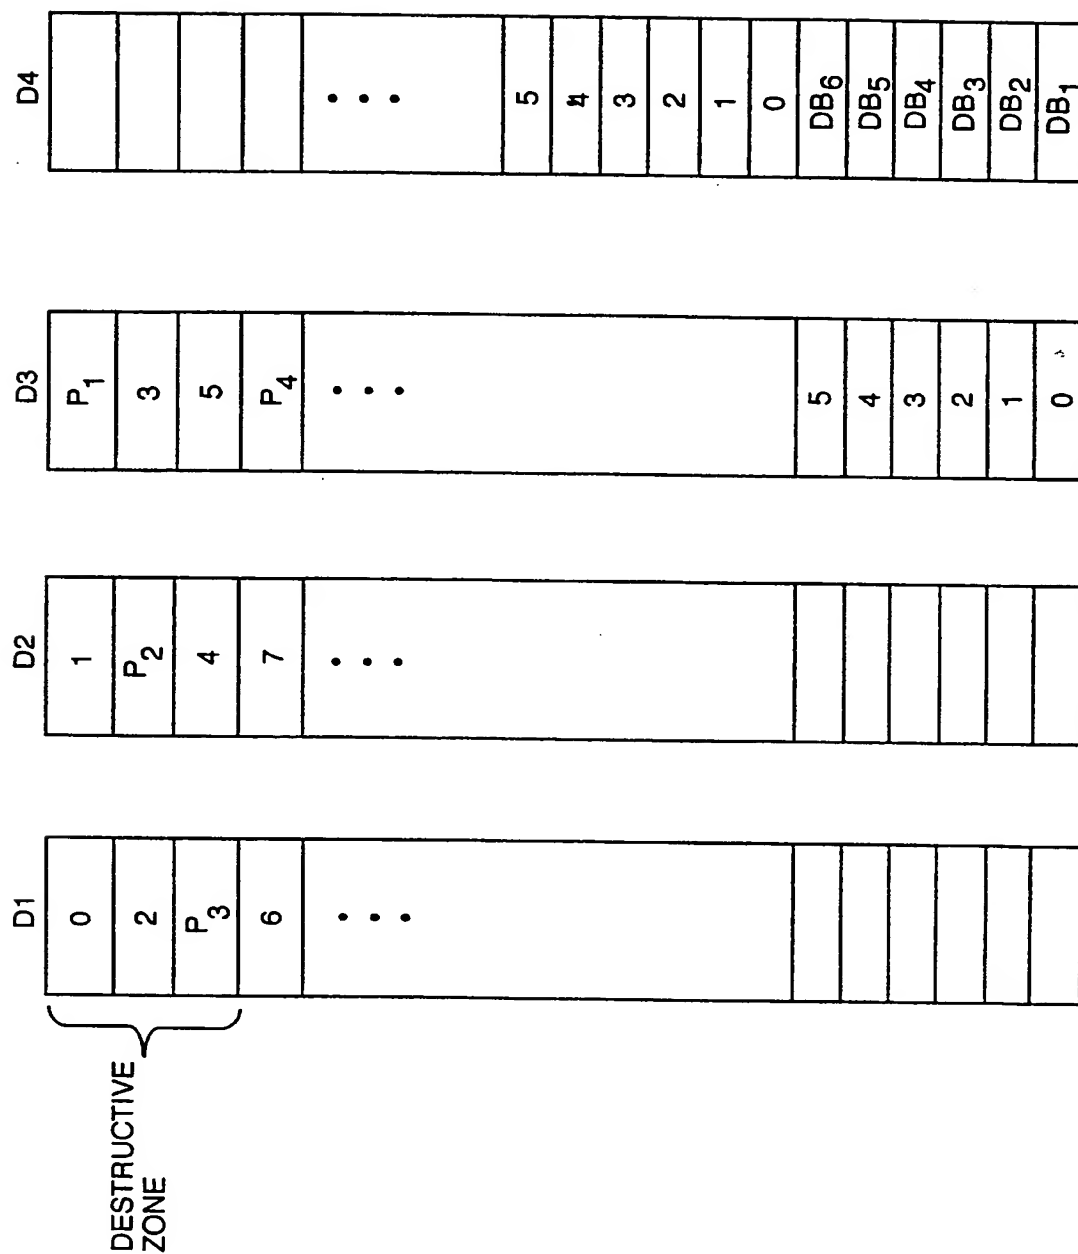 D1 D2 D3 D4
0 1 P1
DESTRUCTIVE
ZONE
2 P2 3
P3 4 5
6 7 P4
5
4
3
2
1
0
5 DB6
4 DB5
3 DB4
2 DB3
1 DB2
0 DB1